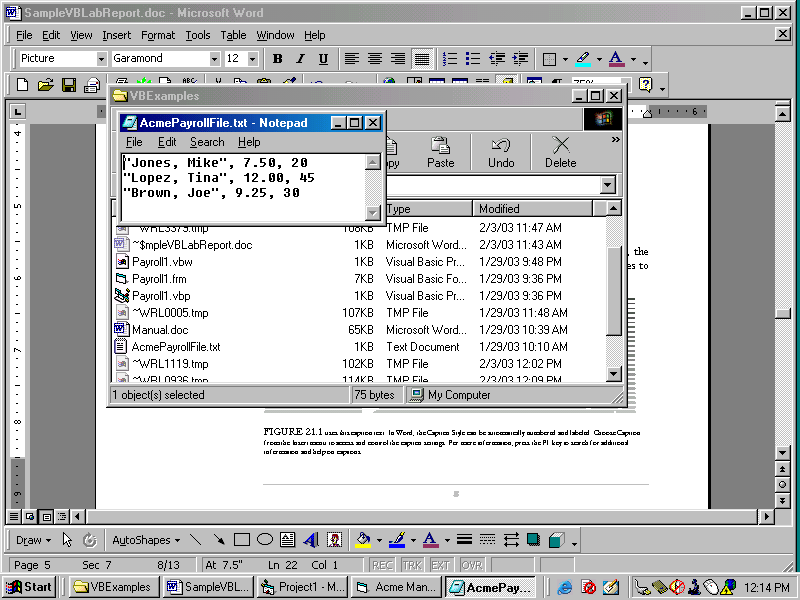 SampleVBLabReport.doc - Microsoft Word
File Edit View Insert Format Tools Table Window Help
Picture Garamond 12 B I U
75%
VBExamples
AcmePayrollFile.txt - Notepad
File Edit Search Help
"Jones, Mike", 7.50, 20
"Lopez, Tina", 12.00, 45
"Brown, Joe", 9.25, 30
Paste Undo Delete
Type Modified
~WRL3379.tmp 108KB TMP File 2/3/03 11:47 AM
~$mpleVBLabReport.doc 1KB Microsoft Word... 2/3/03 11:43 AM
Payroll1.vbw 1KB Visual Basic Pr... 1/29/03 9:48 PM
Payroll1.frm 7KB Visual Basic Fo... 1/29/03 9:36 PM
Payroll1.vbp 1KB Visual Basic Pr... 1/29/03 9:36 PM
~WRL0005.tmp 107KB TMP File 1/29/03 11:48 AM
Manual.doc 65KB Microsoft Word... 1/29/03 10:39 AM
AcmePayrollFile.txt 1KB Text Document 1/29/03 10:10 AM
~WRL1119.tmp 102KB TMP File 2/3/03 12:02 PM
~WRL0936.tmp 114KB TMP File 2/3/03 12:09 PM
1 object(s) selected 75 bytes My Computer
, the
es to
FIGURE 21.1 uses this caption text. In Word, the Caption Style can be automatically numbered and labeled. Choose Caption
from the Insert menu to access and control the caption settings. For more information, press the F1 key to search for additional
information and help on captions.
Draw AutoShapes
Page 5 Sec 7 8/13 At 7.5" Ln 22 Col 1 REC TRK EXT OVR
Start VBExamples SampleVBL... Project1 - M... Acme Man... AcmePay... 12:14 PM